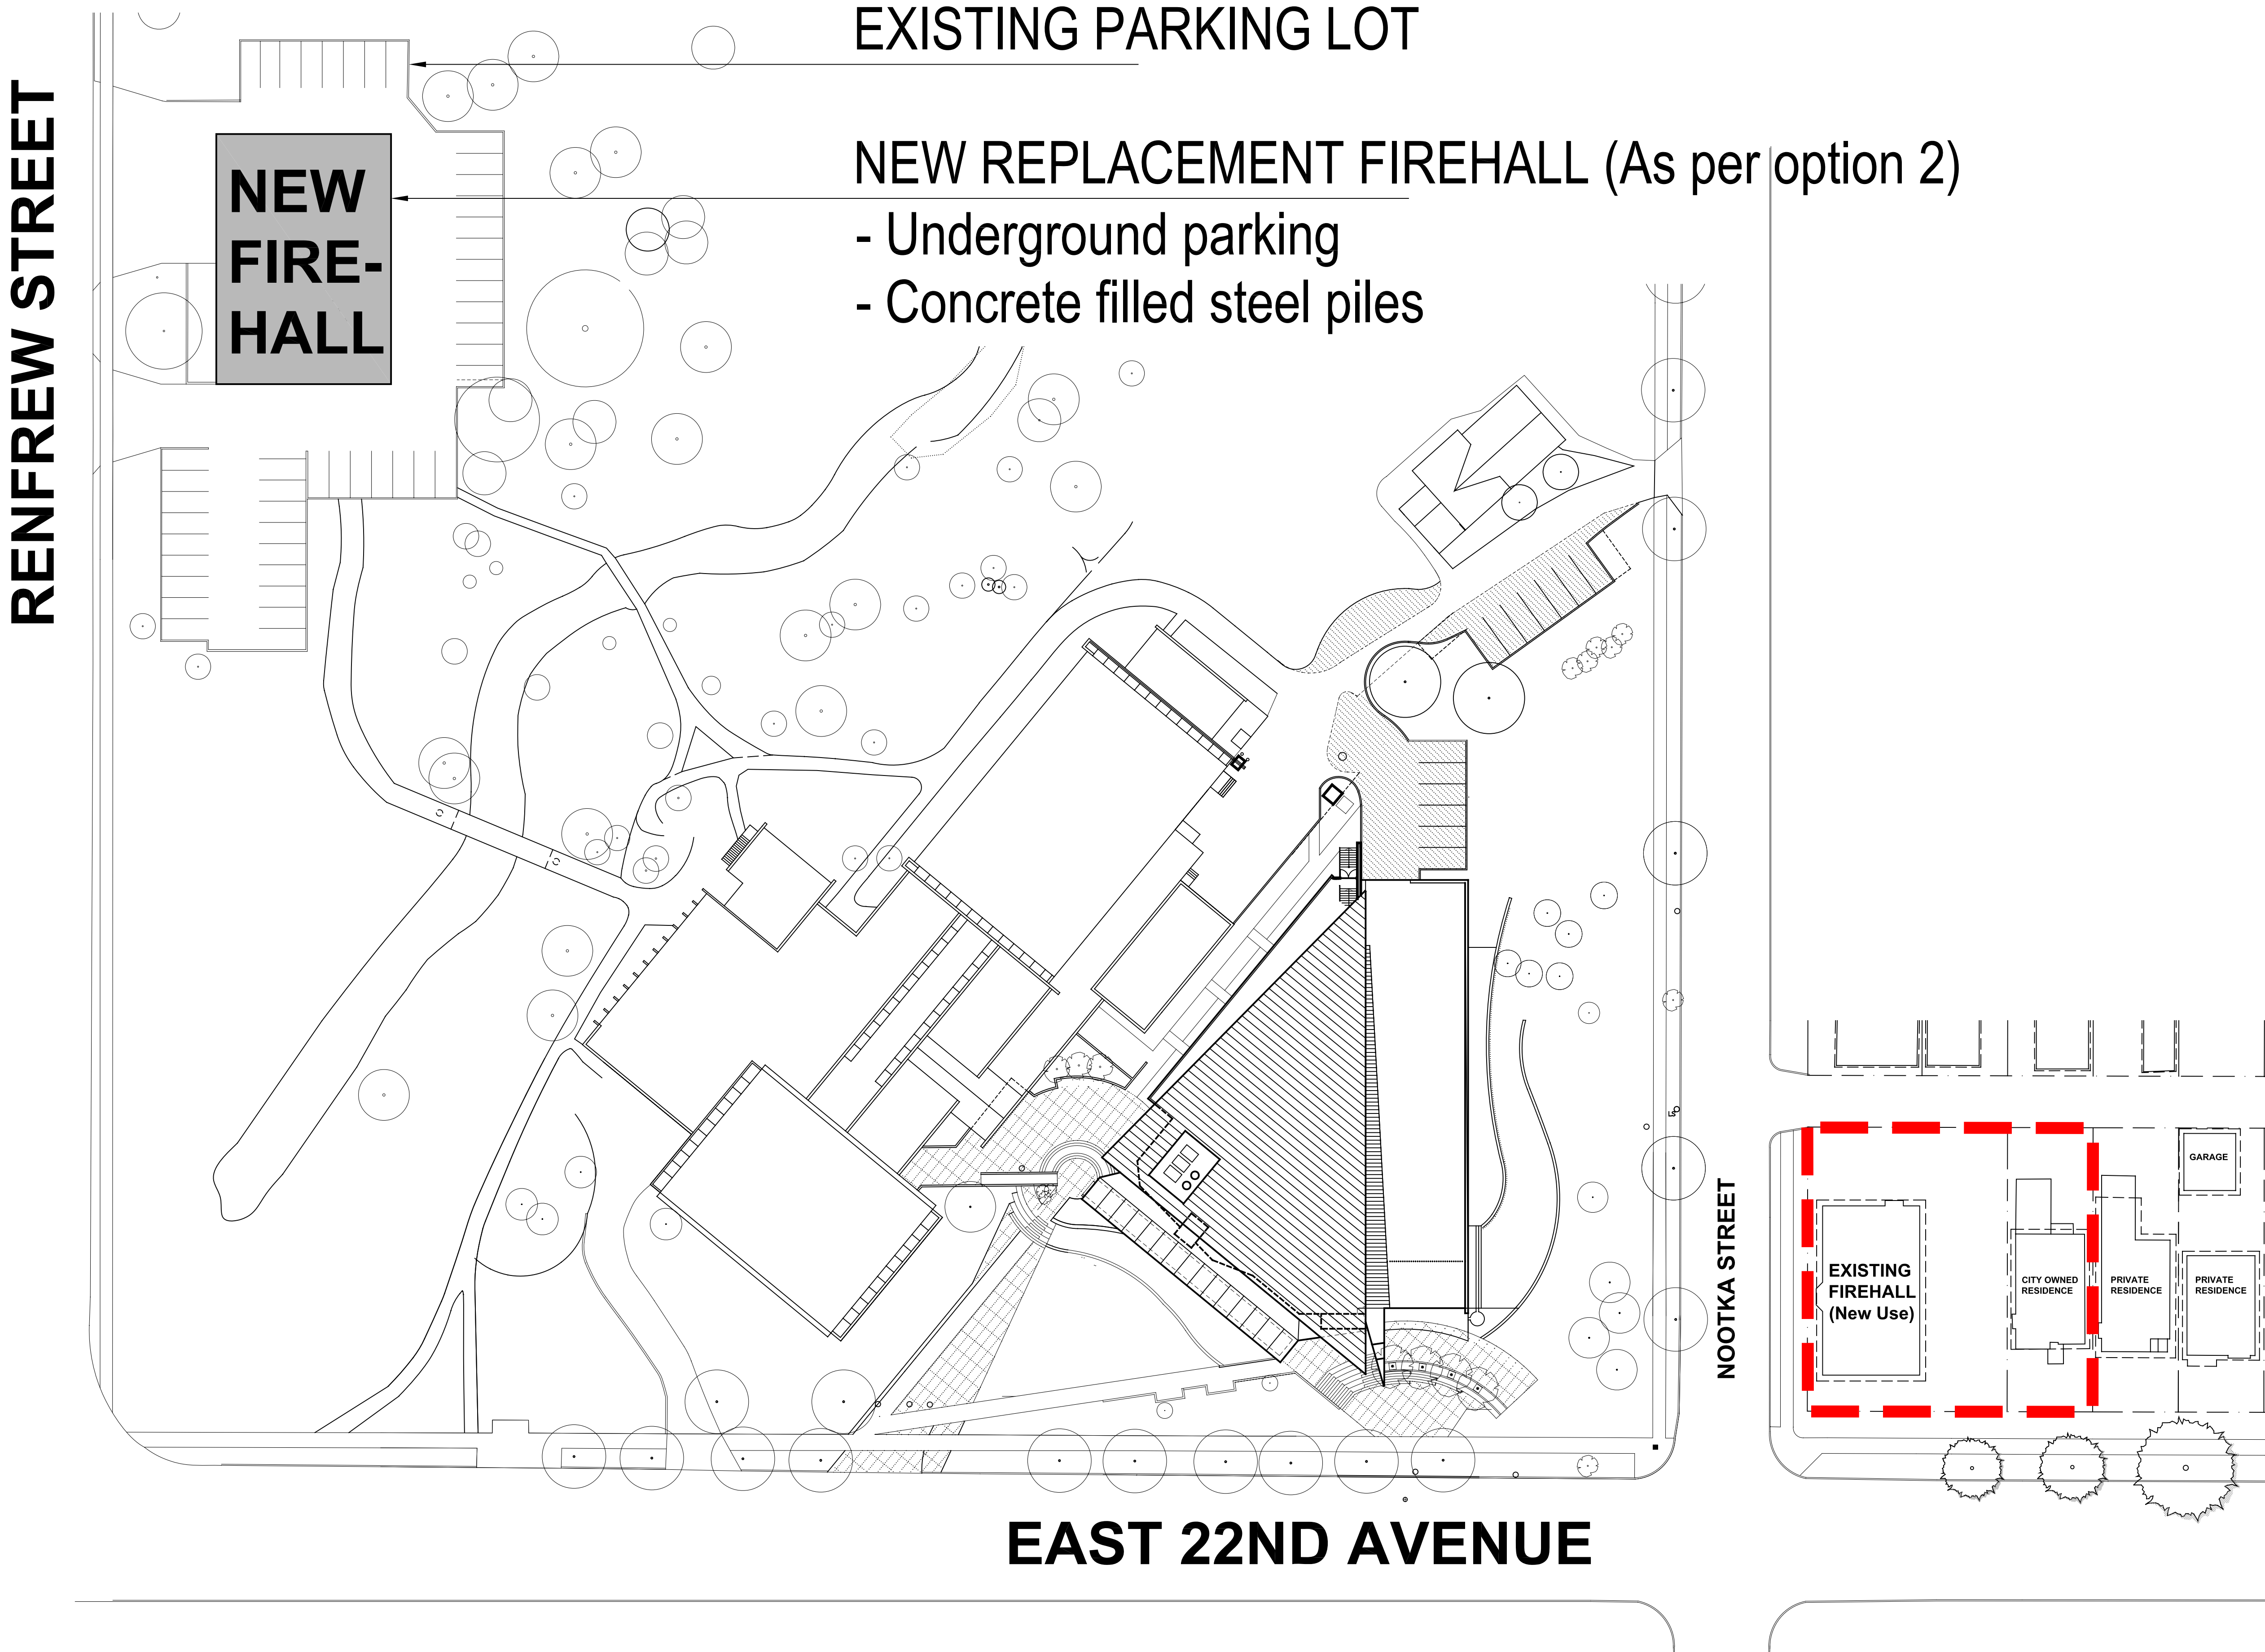 EXISTING PARKING LOT
RENFREW STREET
NEW REPLACEMENT FIREHALL (As per option 2)
- Underground parking
- Concrete filled steel piles
NEW
FIRE-
HALL
GARAGE
NOOTKA STREET
EXISTING
FIREHALL
(New Use)
CITY OWNED
RESIDENCE
PRIVATE
RESIDENCE
PRIVATE
RESIDENCE
EAST 22ND AVENUE